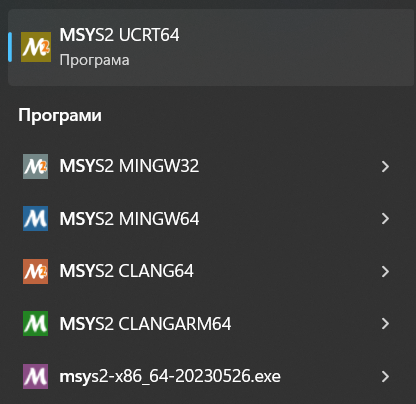 MSYS2 UCRT64
Програма
Програми
MSYS2 MINGW32
MSYS2 MINGW64
MSYS2 CLANG64
MSYS2 CLANGARM64
msys2-x86_64-20230526.exe